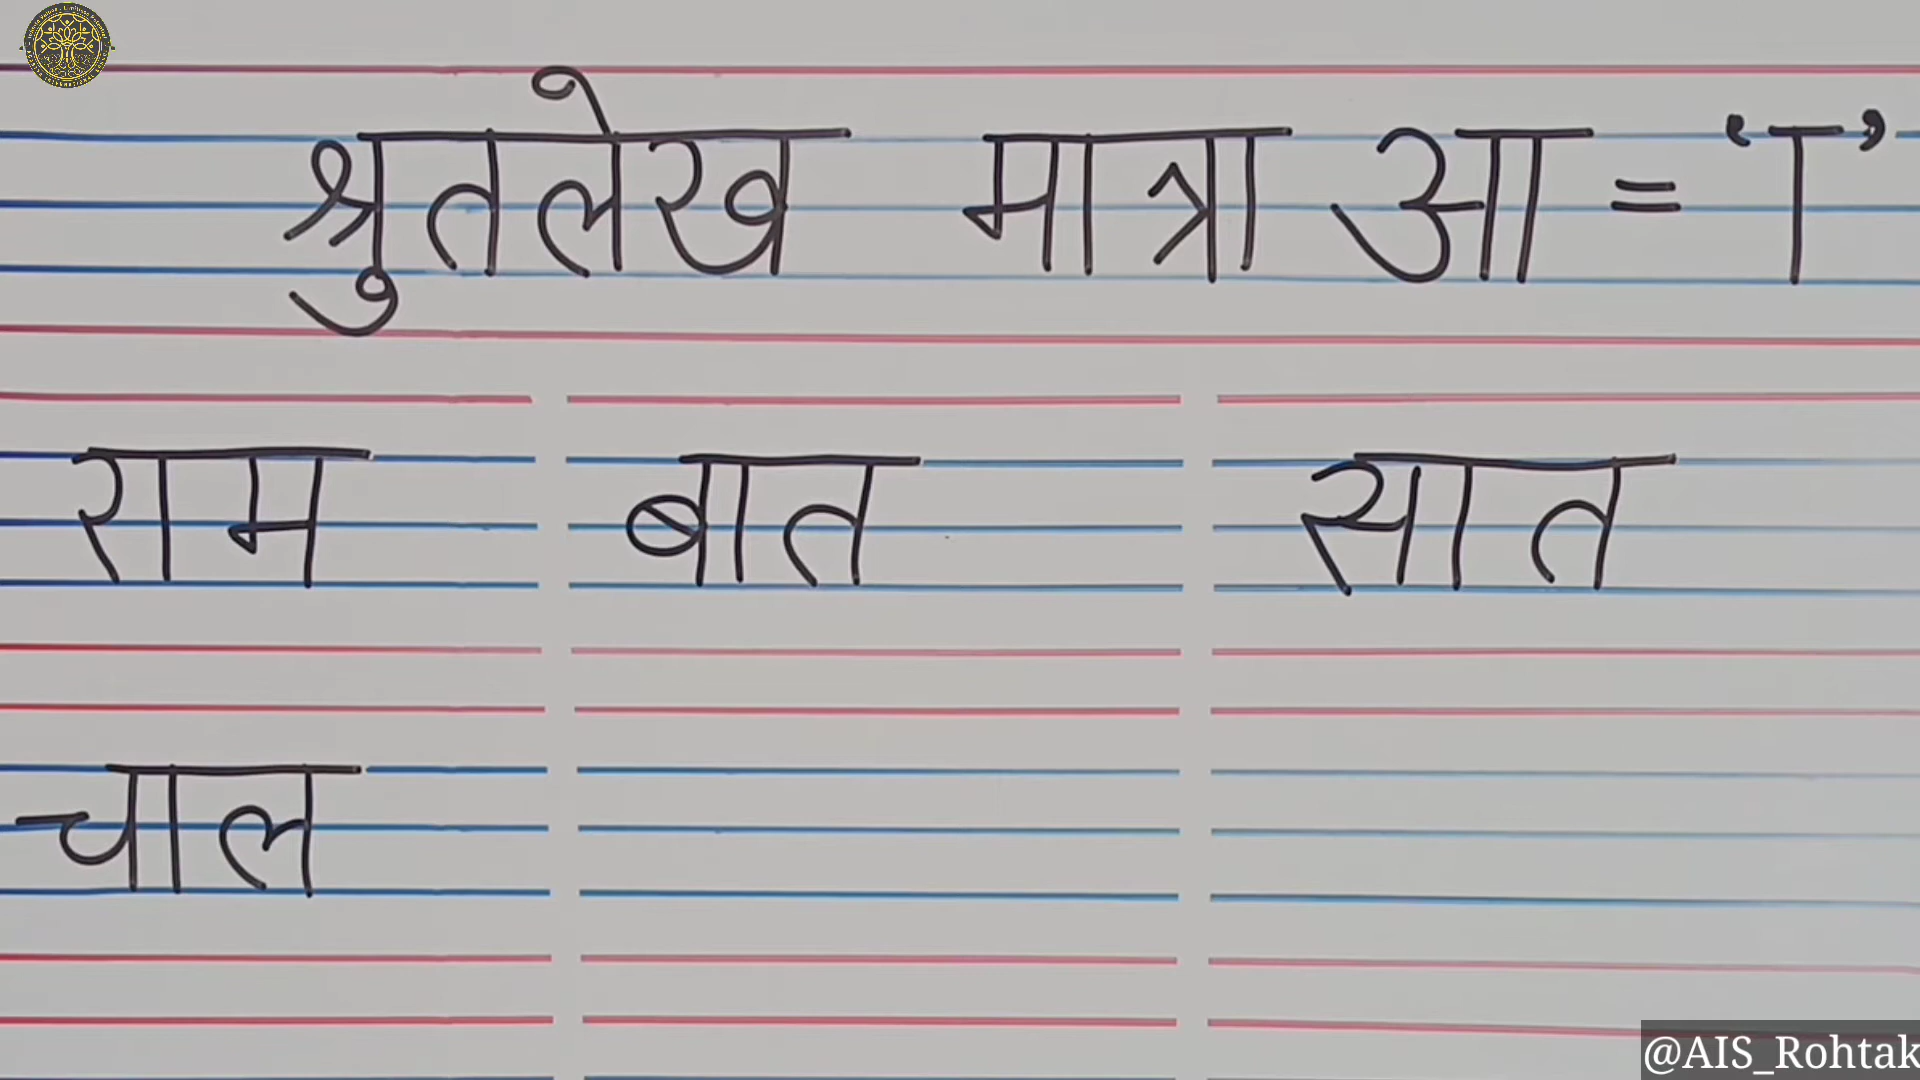 श्रुतलेख मात्रा आ = ‘ा’
राम बात सात
चाल
@AIS_Rohtak